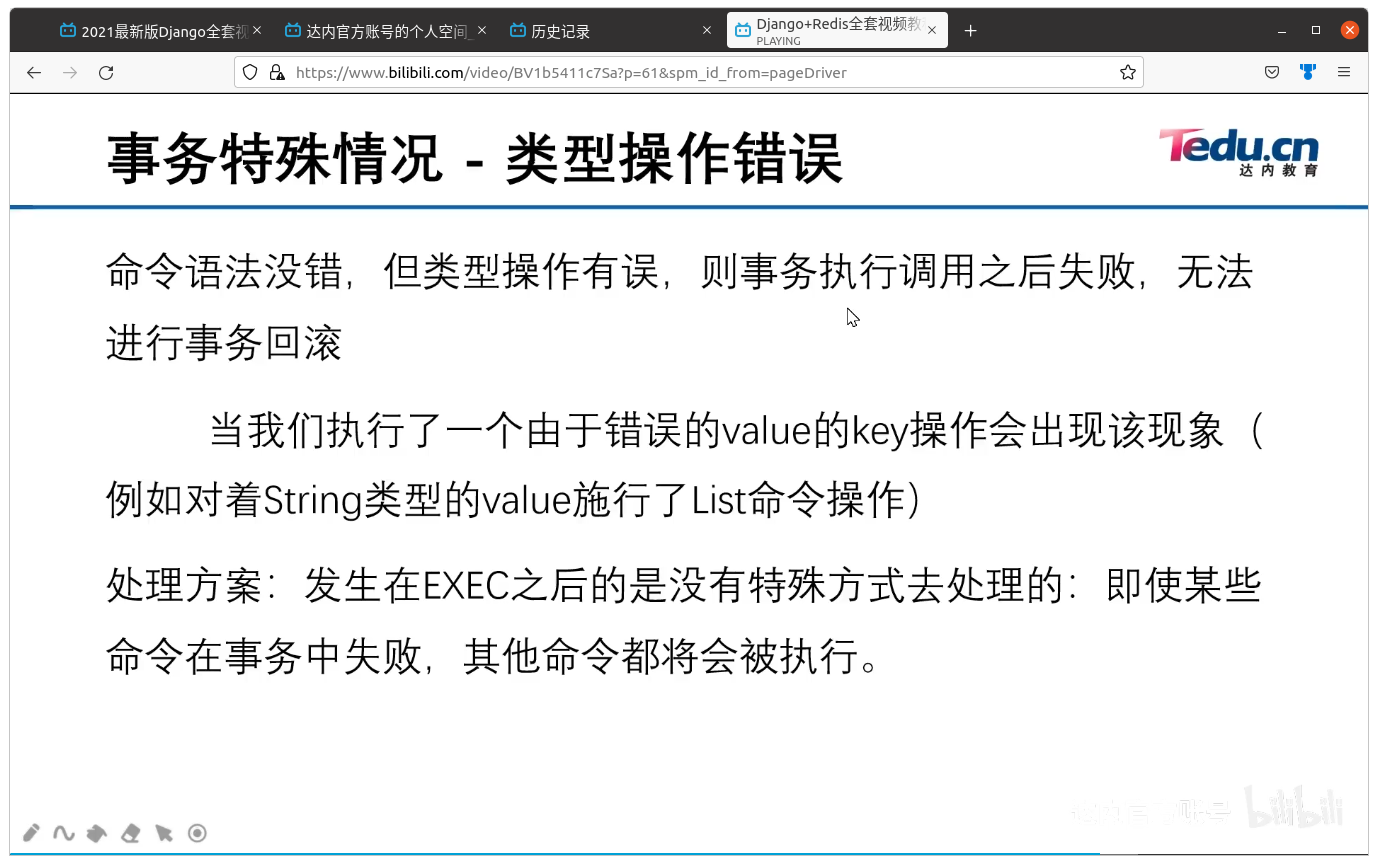 2021最新版Django全套视
达内官方账号的个人空间_
历史记录
Django+Redis全套视频教
PLAYING
https://www.bilibili.com/video/BV1b5411c7Sa?p=61&spm_id_from=pageDriver
事务特殊情况 - 类型操作错误
Tedu.cn
达内教育
命令语法没错，但类型操作有误，则事务执行调用之后失败，无法
进行事务回滚
当我们执行了一个由于错误的value的key操作会出现该现象（
例如对着String类型的value施行了List命令操作）
处理方案：发生在EXEC之后的是没有特殊方式去处理的：即使某些
命令在事务中失败，其他命令都将会被执行。
达内官方账号 bilibili